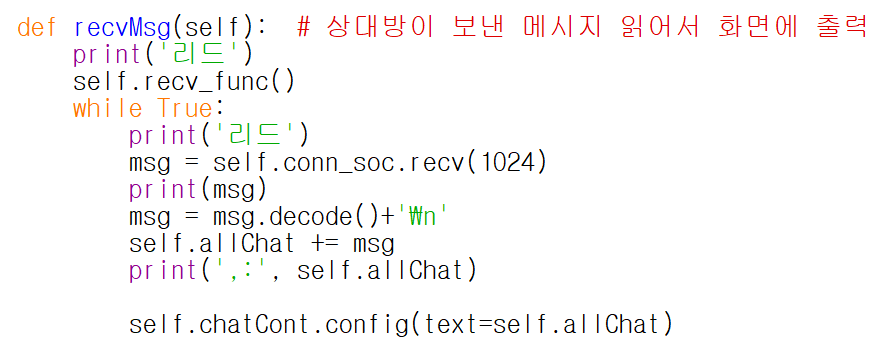 def recvMsg(self):  # 상대방이 보낸 메시지 읽어서 화면에 출력
    print('리드')
    self.recv_func()
    while True:
        print('리드')
        msg = self.conn_soc.recv(1024)
        print(msg)
        msg = msg.decode()+'₩n'
        self.allChat += msg
        print(',:', self.allChat)

        self.chatCont.config(text=self.allChat)